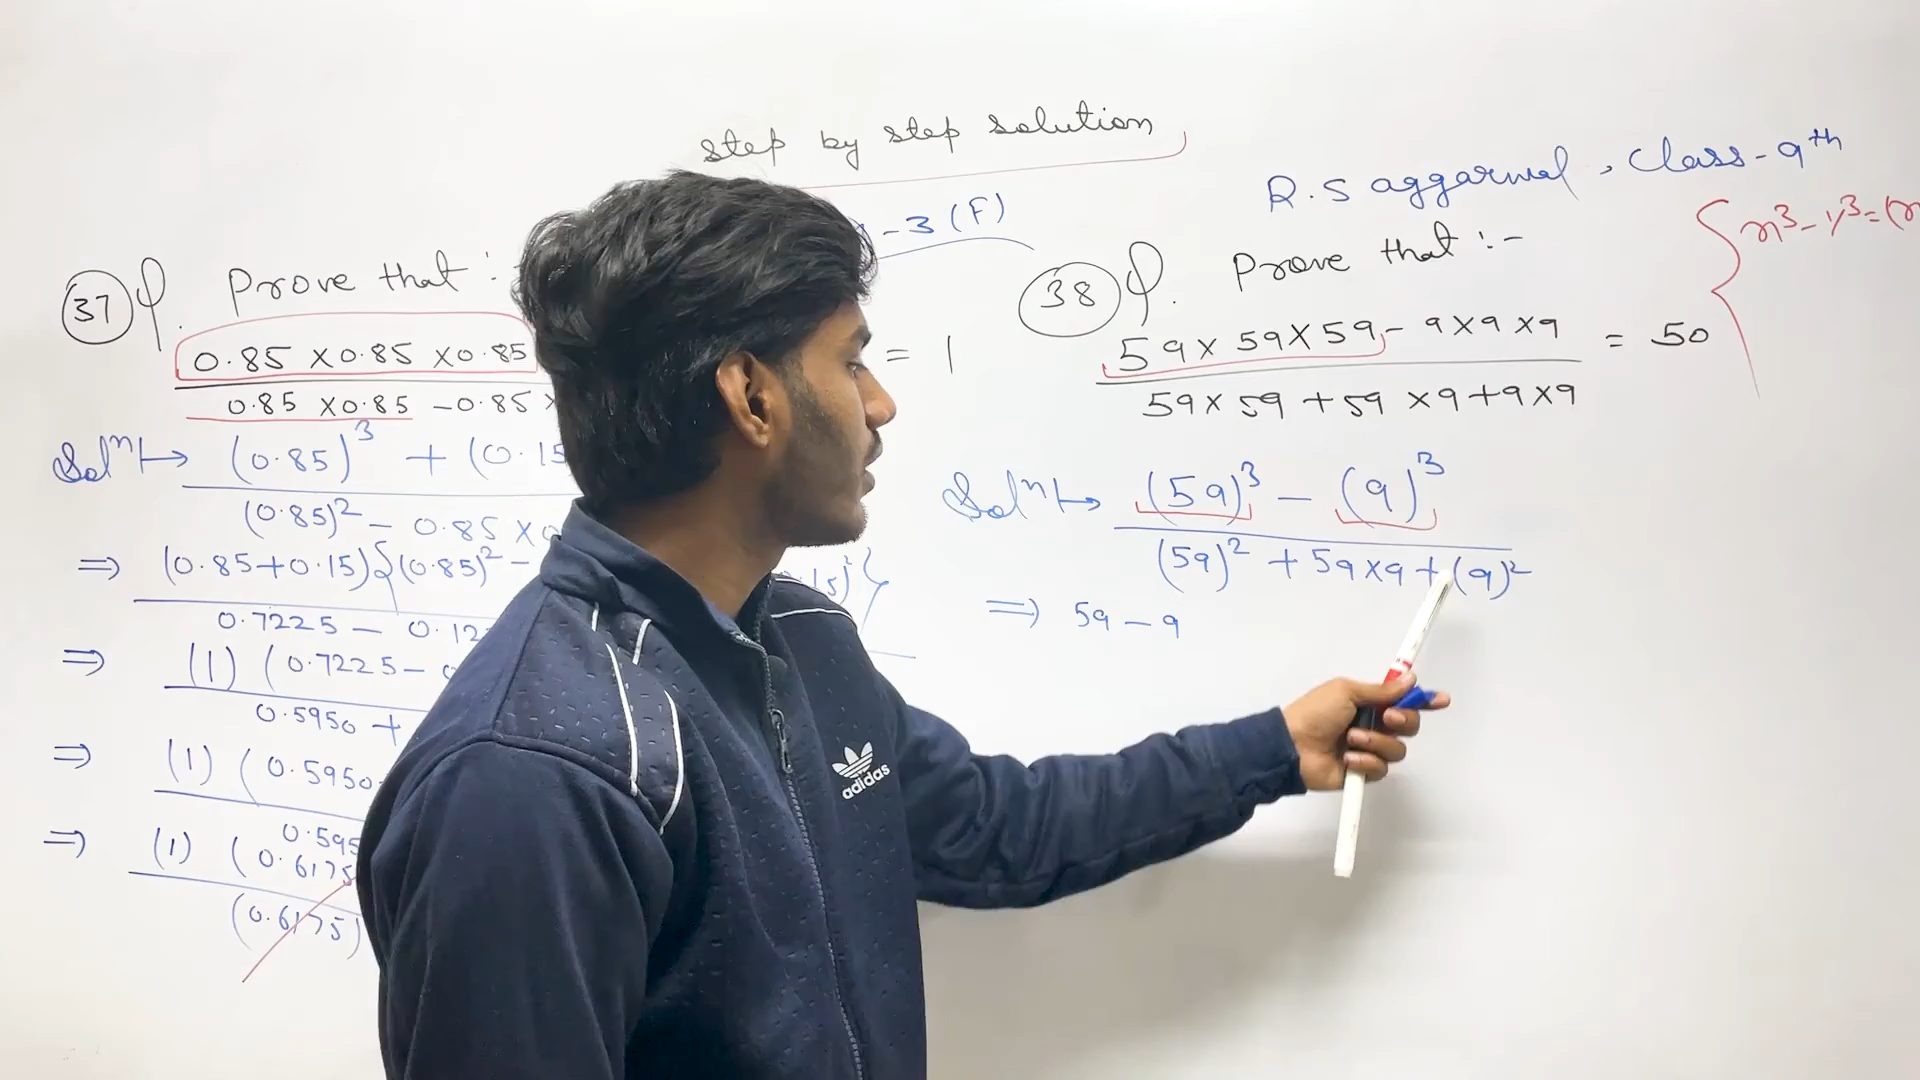 step by step solution
- 3 (F)
R.S aggarwal, Class - 9th
37 Q. Prove that :-
0.85 × 0.85 × 0.85
= 1
0.85 × 0.85 - 0.85 ×
Solⁿ ↦ (0.85)³ + (0.15
(0.85)² - 0.85 × 0
⇒ (0.85+0.15){(0.85)² - .15)²}
0.7225 - 0.12
⇒ (1) (0.7225 -
0.5950 +
⇒ (1) (0.5950
0.595
⇒ (1) (0.6175
(0.6175)
38 Q. Prove that :-
59 × 59 × 59 - 9 × 9 × 9
= 50
59 × 59 + 59 × 9 + 9 × 9
Solⁿ ↦ (59)³ - (9)³
(59)² + 59×9 + (9)²
⇒ 59 - 9
{x³ - y³ = (x
adidas